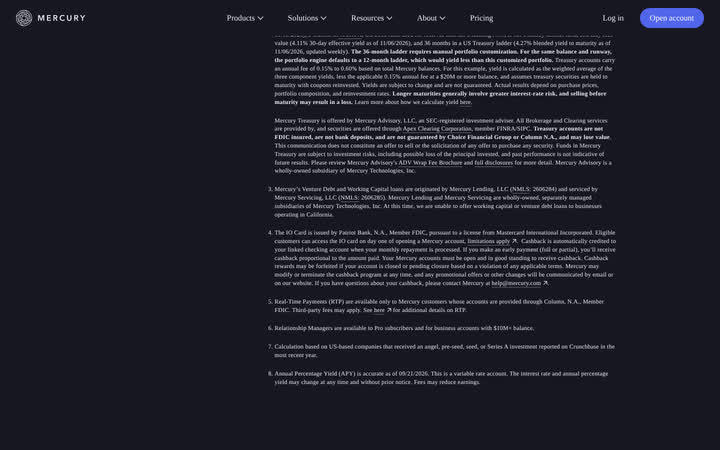 MERCURY
Products
Solutions
Resources
About
Pricing
Log in
Open account
value (4.11% 30-day effective yield as of 11/06/2026), and 36 months in a US Treasury ladder (4.27% blended yield to maturity as of
11/06/2026, updated weekly). The 36-month ladder requires manual portfolio customization. For the same balance and runway,
the portfolio engine defaults to a 12-month ladder, which would yield less than this customized portfolio. Treasury accounts carry
an annual fee of 0.15% to 0.60% based on total Mercury balances. For this example, yield is calculated as the weighted average of the
three component yields, less the applicable 0.15% annual fee at a $20M or more balance, and assumes treasury securities are held to
maturity with coupons reinvested. Yields are subject to change and are not guaranteed. Actual results depend on purchase prices,
portfolio composition, and reinvestment rates. Longer maturities generally involve greater interest-rate risk, and selling before
maturity may result in a loss. Learn more about how we calculate yield here.
Mercury Treasury is offered by Mercury Advisory, LLC, an SEC-registered investment adviser. All Brokerage and Clearing services
are provided by, and securities are offered through Apex Clearing Corporation, member FINRA/SIPC. Treasury accounts are not
FDIC insured, are not bank deposits, and are not guaranteed by Choice Financial Group or Column N.A., and may lose value.
This communication does not constitute an offer to sell or the solicitation of any offer to purchase any security. Funds in Mercury
Treasury are subject to investment risks, including possible loss of the principal invested, and past performance is not indicative of
future results. Please review Mercury Advisory's ADV Wrap Fee Brochure and full disclosures for more detail. Mercury Advisory is a
wholly-owned subsidiary of Mercury Technologies, Inc.
3. Mercury's Venture Debt and Working Capital loans are originated by Mercury Lending, LLC (NMLS: 2606284) and serviced by
Mercury Servicing, LLC (NMLS: 2606285). Mercury Lending and Mercury Servicing are wholly-owned, separately managed
subsidiaries of Mercury Technologies, Inc. At this time, we are unable to offer working capital or venture debt loans to businesses
operating in California.
4. The IO Card is issued by Patriot Bank, N.A., Member FDIC, pursuant to a license from Mastercard International Incorporated. Eligible
customers can access the IO card on day one of opening a Mercury account, limitations apply ↗. Cashback is automatically credited to
your linked checking account when your monthly repayment is processed. If you make an early payment (full or partial), you'll receive
cashback proportional to the amount paid. Your Mercury accounts must be open and in good standing to receive cashback. Cashback
rewards may be forfeited if your account is closed or pending closure based on a violation of any applicable terms. Mercury may
modify or terminate the cashback program at any time, and any promotional offers or other changes will be communicated by email or
on our website. If you have questions about your cashback, please contact Mercury at help@mercury.com ↗.
5. Real-Time Payments (RTP) are available only to Mercury customers whose accounts are provided through Column, N.A., Member
FDIC. Third-party fees may apply. See here ↗ for additional details on RTP.
6. Relationship Managers are available to Pro subscribers and for business accounts with $10M+ balance.
7. Calculation based on US-based companies that received an angel, pre-seed, seed, or Series A investment reported on Crunchbase in the
most recent year.
8. Annual Percentage Yield (APY) is accurate as of 09/21/2026. This is a variable rate account. The interest rate and annual percentage
yield may change at any time and without prior notice. Fees may reduce earnings.